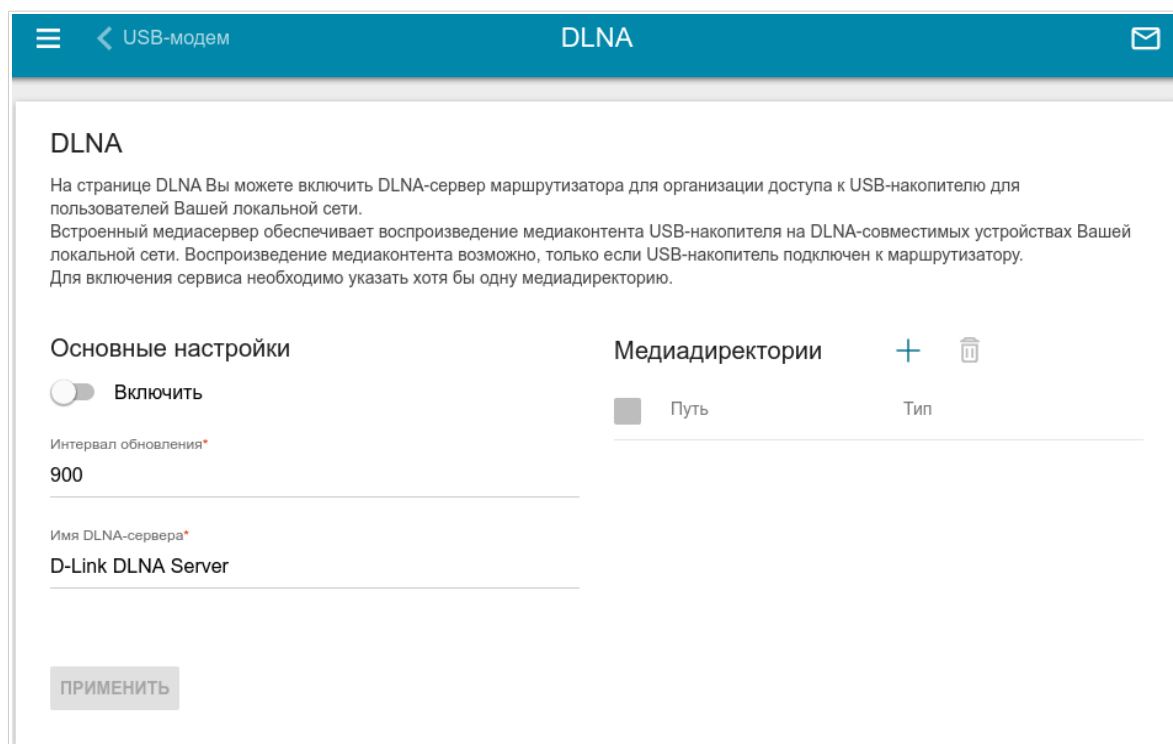 USB-модем
DLNA
DLNA
На странице DLNA Вы можете включить DLNA-сервер маршрутизатора для организации доступа к USB-накопителю для
пользователей Вашей локальной сети.
Встроенный медиасервер обеспечивает воспроизведение медиаконтента USB-накопителя на DLNA-совместимых устройствах Вашей
локальной сети. Воспроизведение медиаконтента возможно, только если USB-накопитель подключен к маршрутизатору.
Для включения сервиса необходимо указать хотя бы одну медиадиректорию.
Основные настройки
Включить
Интервал обновления*
900
Имя DLNA-сервера*
D-Link DLNA Server
ПРИМЕНИТЬ
Медиадиректории
Путь Тип